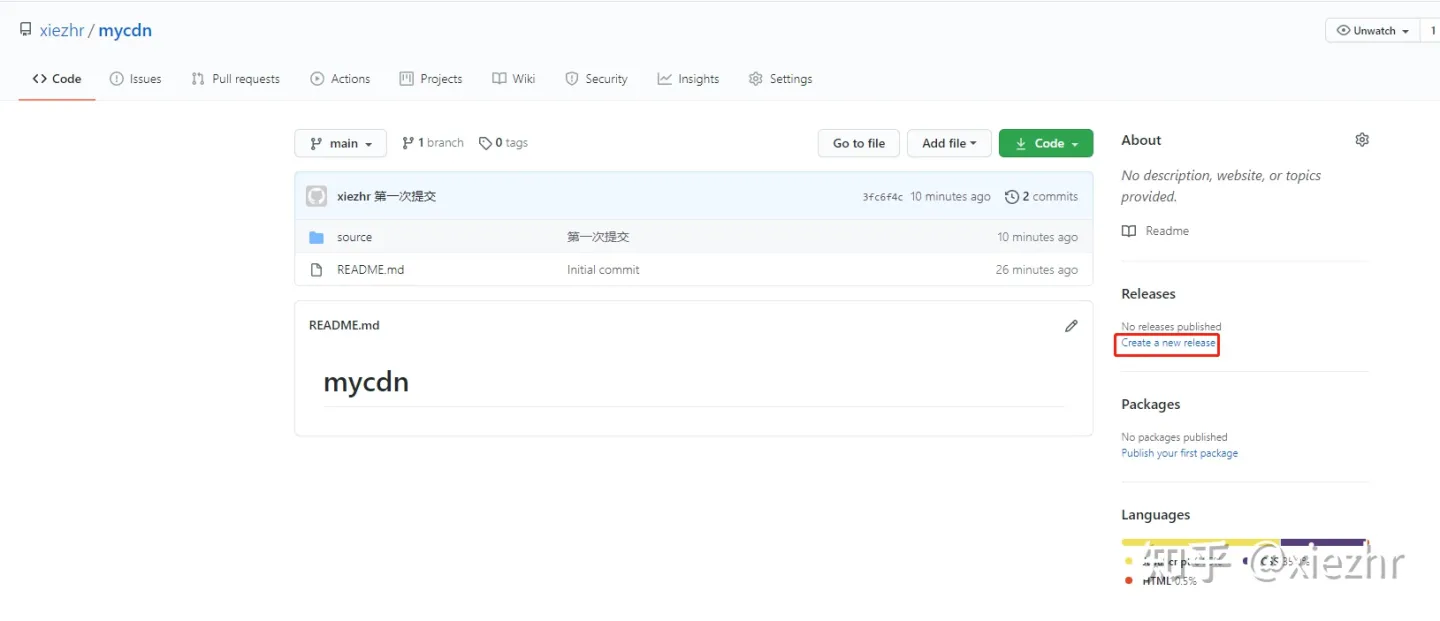 xiezhr / mycdn
Unwatch 1
Code Issues Pull requests Actions Projects Wiki Security Insights Settings
main 1 branch 0 tags Go to file Add file Code
xiezhr 第一次提交 3fc6f4c 10 minutes ago 2 commits
source 第一次提交 10 minutes ago
README.md Initial commit 26 minutes ago
README.md
mycdn
About
No description, website, or topics
provided.
Readme
Releases
No releases published
Create a new release
Packages
No packages published
Publish your first package
Languages
CSS
HTML 0.5%
知乎 @xiezhr